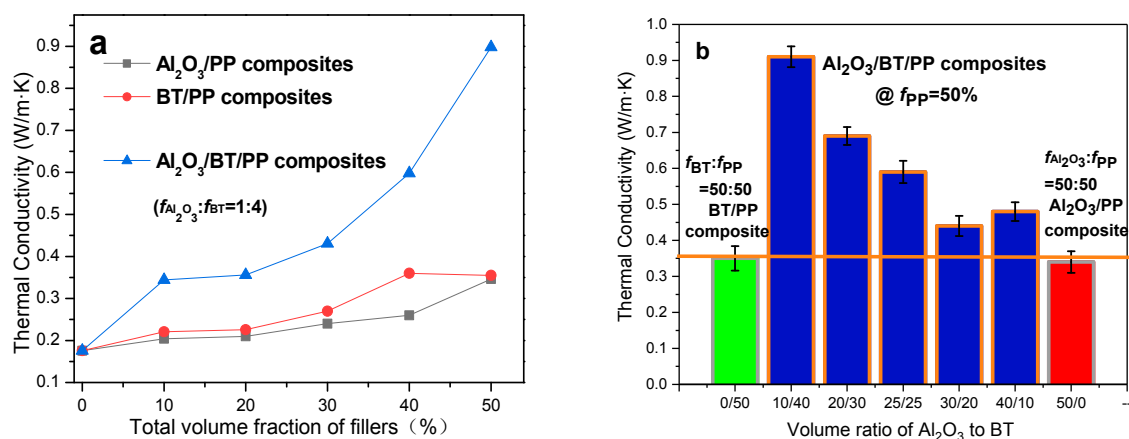 a
Thermal Conductivity (W/m·K)
0.9
0.8
0.7
0.6
0.5
0.4
0.3
0.2
0.1
Al₂O₃/PP composites
BT/PP composites
Al₂O₃/BT/PP composites
(fAl₂O₃:fBT=1:4)
0 10 20 30 40 50
Total volume fraction of fillers (%)
b
Thermal Conductivity (W/m·K)
1.0
0.9
0.8
0.7
0.6
0.5
0.4
0.3
0.2
0.1
0.0
Al₂O₃/BT/PP composites
@ fPP=50%
fBT:fPP
=50:50
BT/PP
composite
fAl₂O₃:fPP
=50:50
Al₂O₃/PP
composite
0/50 10/40 20/30 25/25 30/20 40/10 50/0 --
Volume ratio of Al₂O₃ to BT